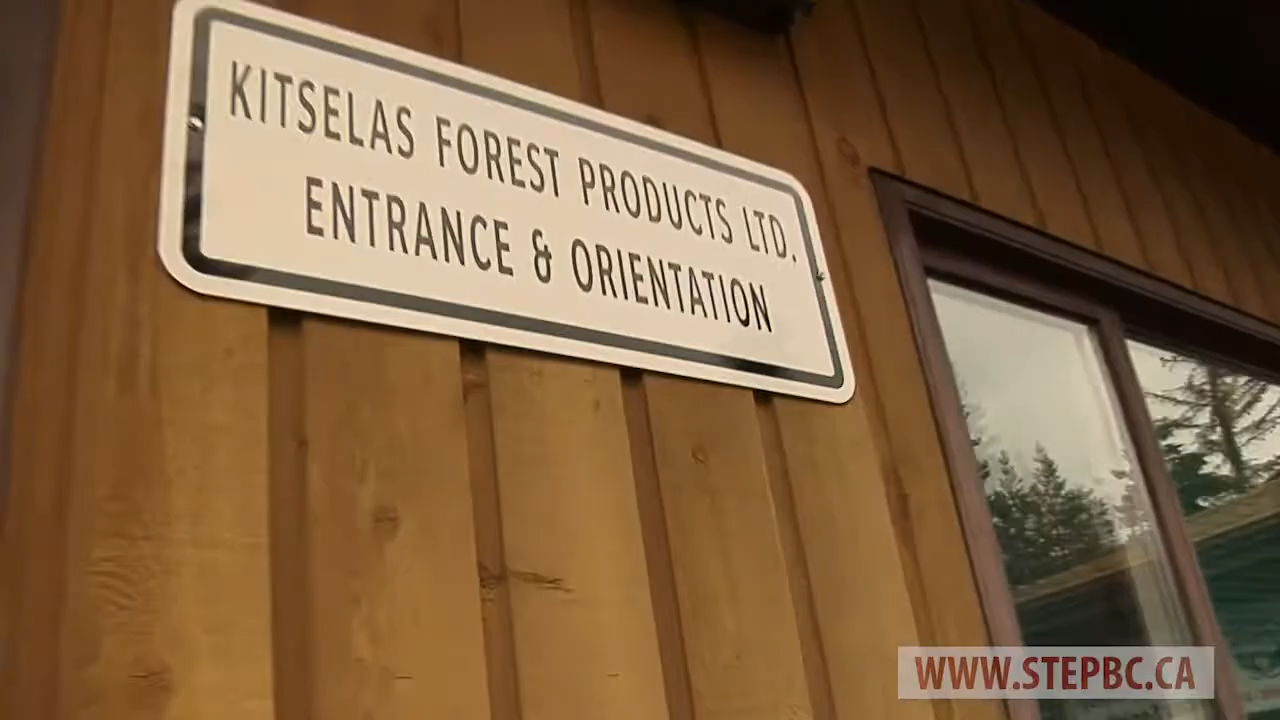 KITSELAS FOREST PRODUCTS LTD.
ENTRANCE & ORIENTATION
WWW.STEPBC.CA